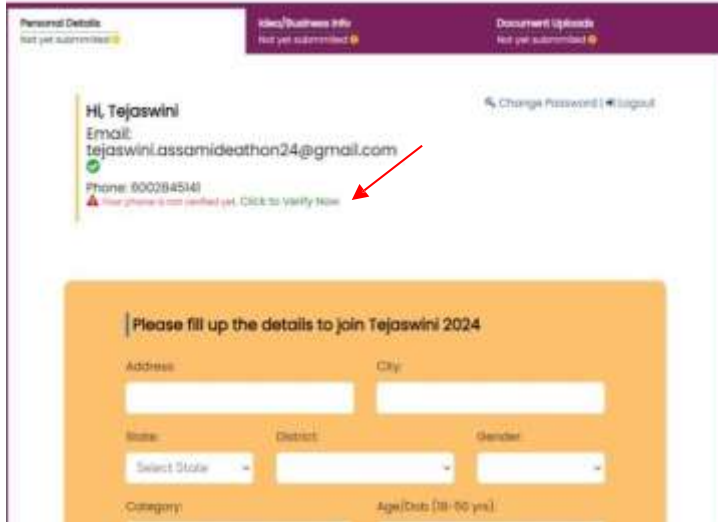 Personal Details
Not yet submmited
Idea/Business Info
Not yet submmited
Document Uploads
Not yet submmited
Hi, Tejaswini
Change Password | Logout
Email:
tejaswini.assamideathon24@gmail.com
Phone: 6002845141
Your phone is not verified yet. Click to Verify Now
Please fill up the details to join Tejaswini 2024
Address:
City:
State:
District:
Gender:
Select State
Category:
Age/Dob (18-50 yrs):